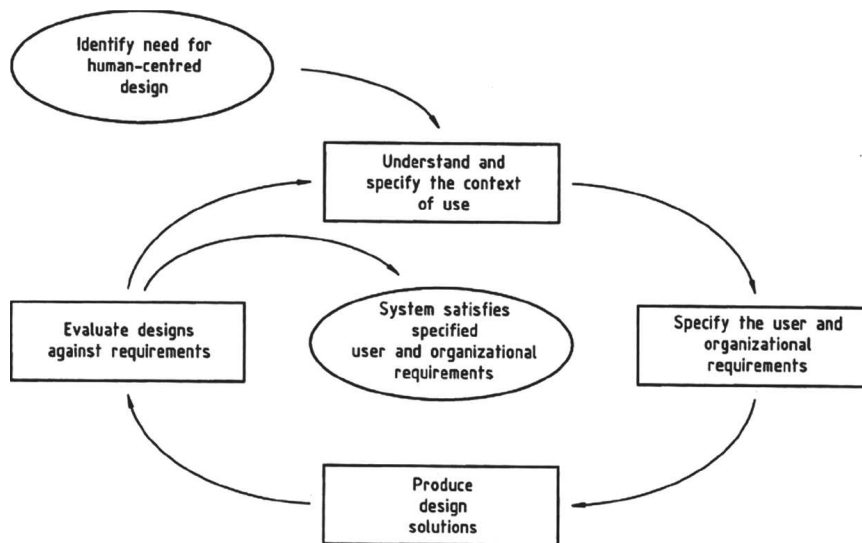 Identify need for
human-centred
design
Understand and
specify the context
of use
Specify the user and
organizational
requirements
Produce
design
solutions
Evaluate designs
against requirements
System satisfies
specified
user and organizational
requirements